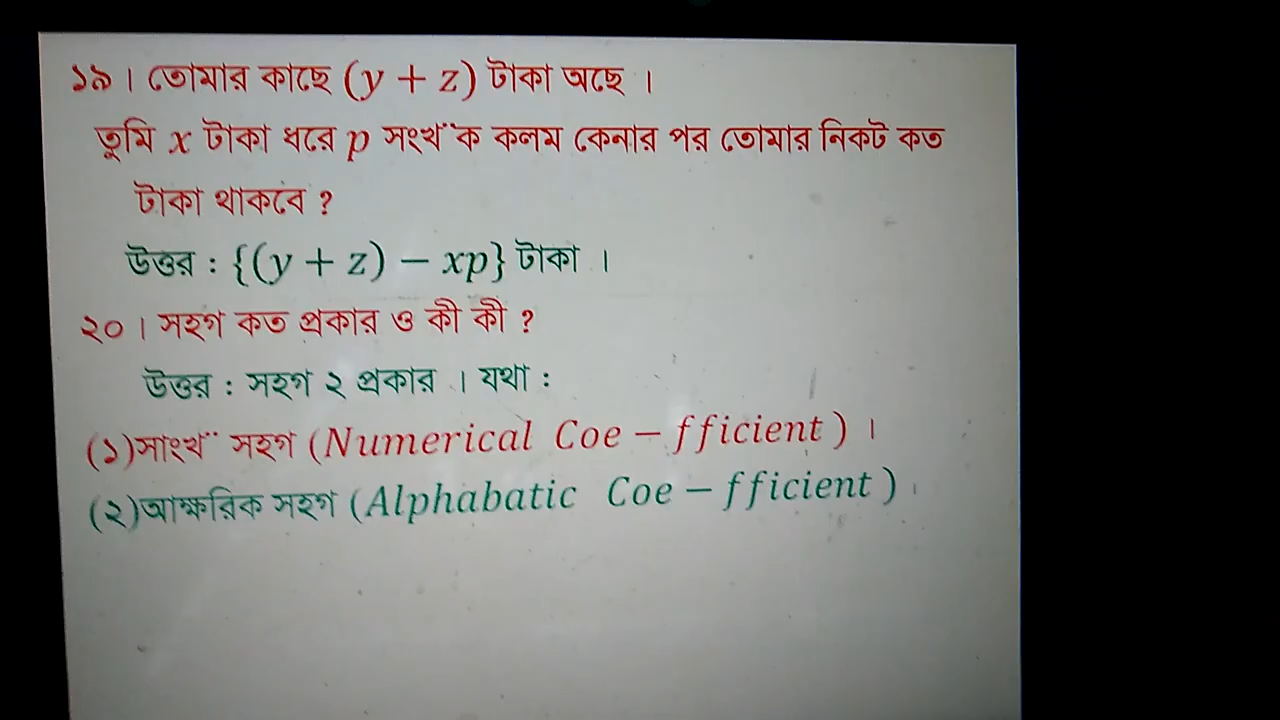 ১৯। তোমার কাছে (y + z) টাকা অছে ।
তুমি x টাকা ধরে p সংখ্যক কলম কেনার পর তোমার নিকট কত
টাকা থাকবে ?
উত্তর : {(y + z) − xp} টাকা ।
২০। সহগ কত প্রকার ও কী কী ?
উত্তর : সহগ ২ প্রকার । যথা :
(১)সাংখ্য সহগ (Numerical Coe − fficient) ।
(২)আক্ষরিক সহগ (Alphabatic Coe − fficient) ।